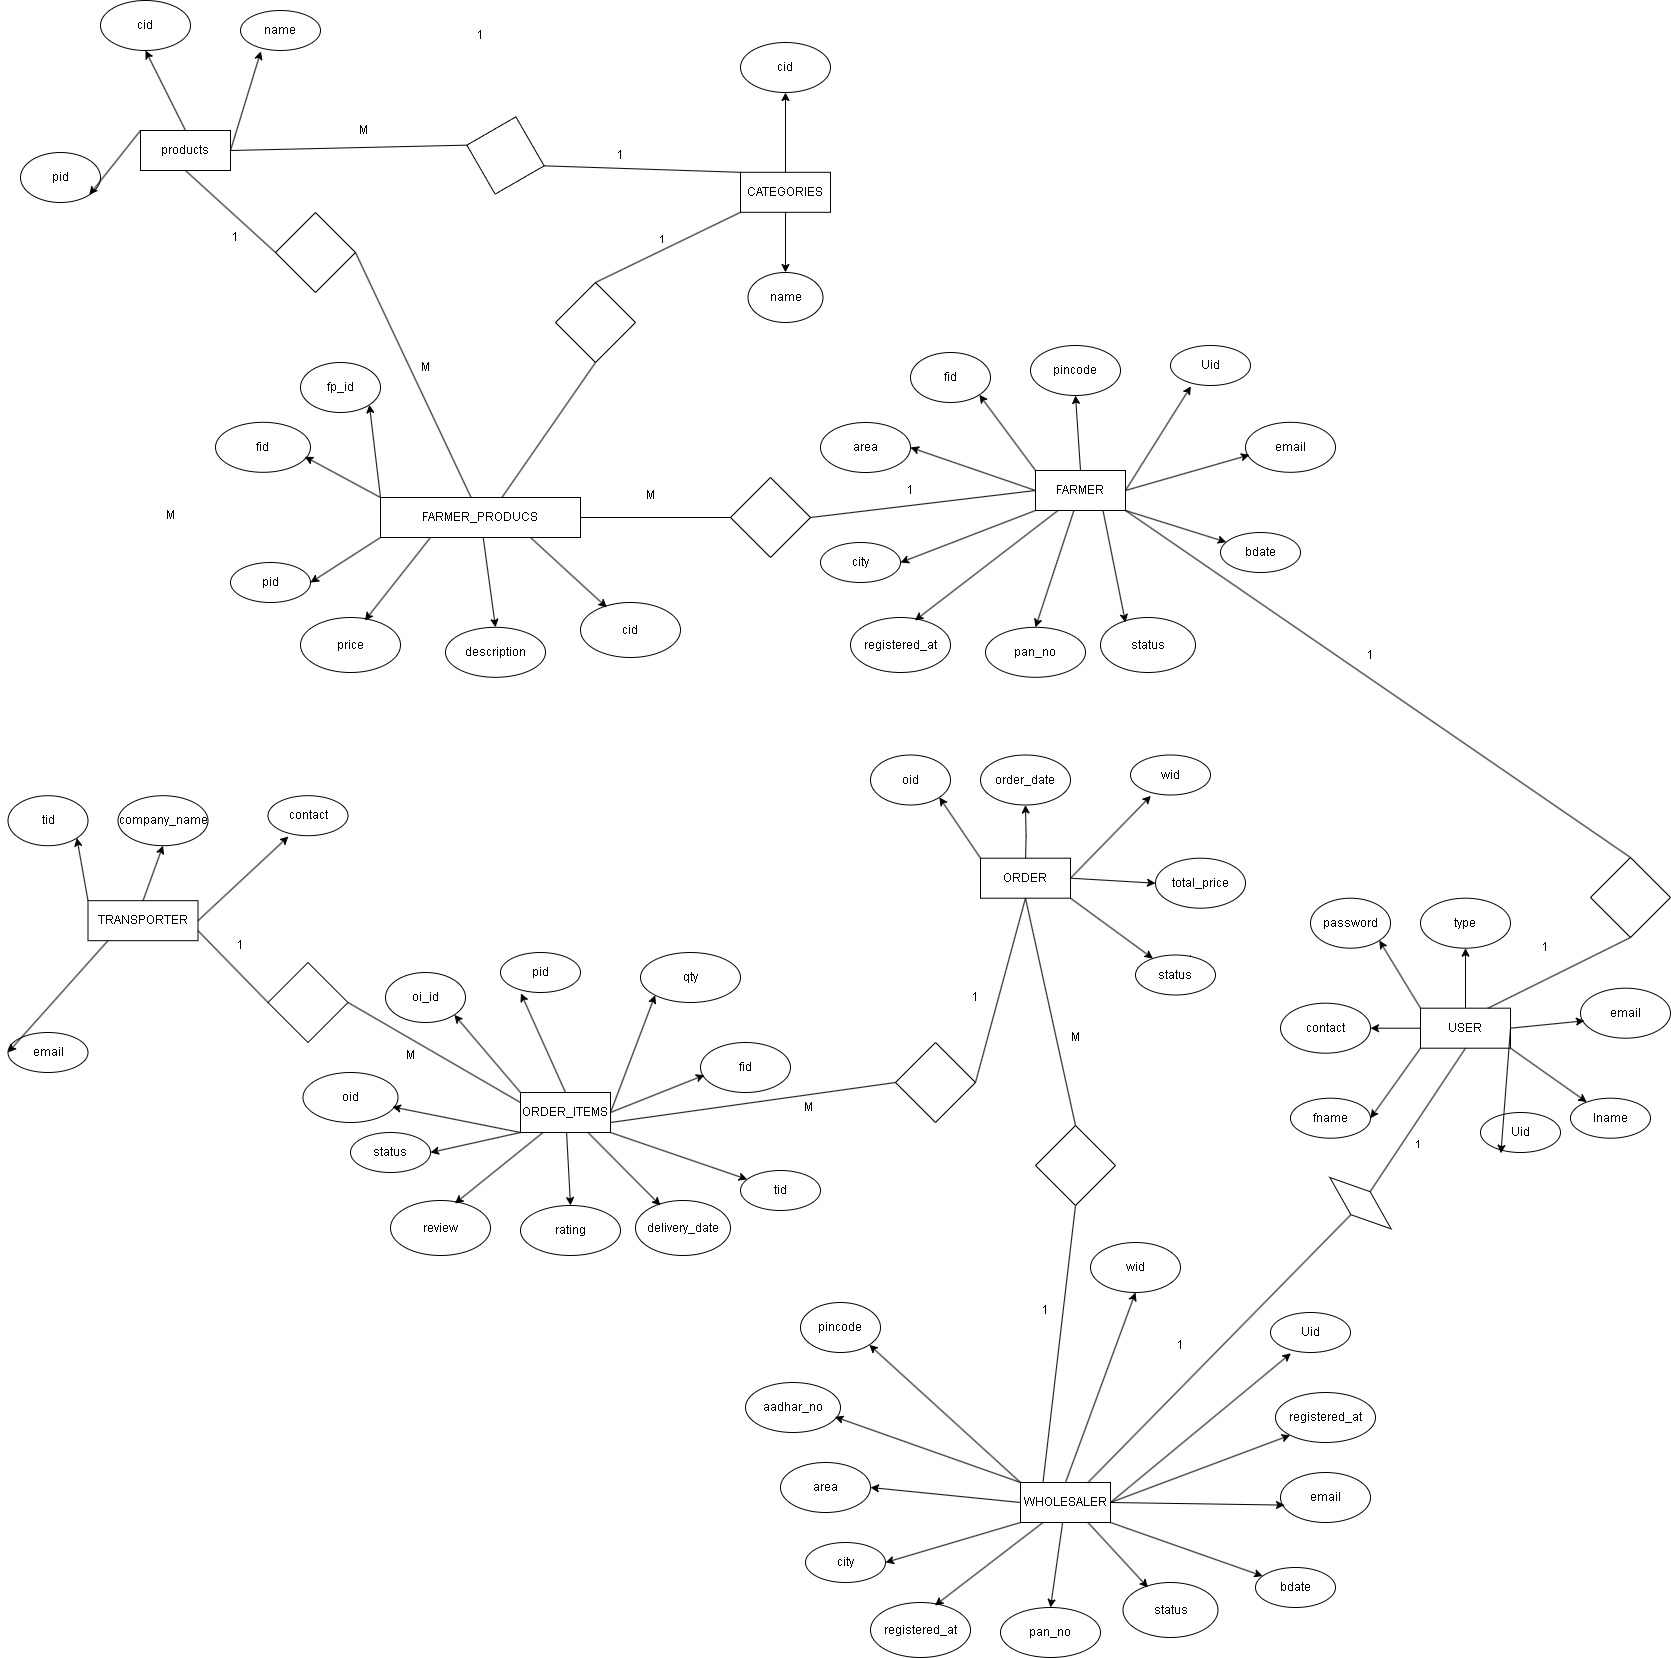 cid
name
1
cid
M
products
1
pid
CATEGORIES
1
1
name
M
fp_id
fid
pincode
Uid
fid
area
email
FARMER
M
1
M
FARMER_PRODUCS
city
bdate
pid
price
description
cid
registered_at
pan_no
status
1
oid
order_date
wid
tid
company_name
contact
ORDER
total_price
TRANSPORTER
password
type
1
1
pid
oi_id
qty
status
1
email
contact
USER
M
email
M
fid
oid
M
ORDER_ITEMS
fname
Uid
lname
status
1
tid
review
rating
delivery_date
wid
1
pincode
Uid
1
aadhar_no
registered_at
area
WHOLESALER
email
city
bdate
registered_at
pan_no
status